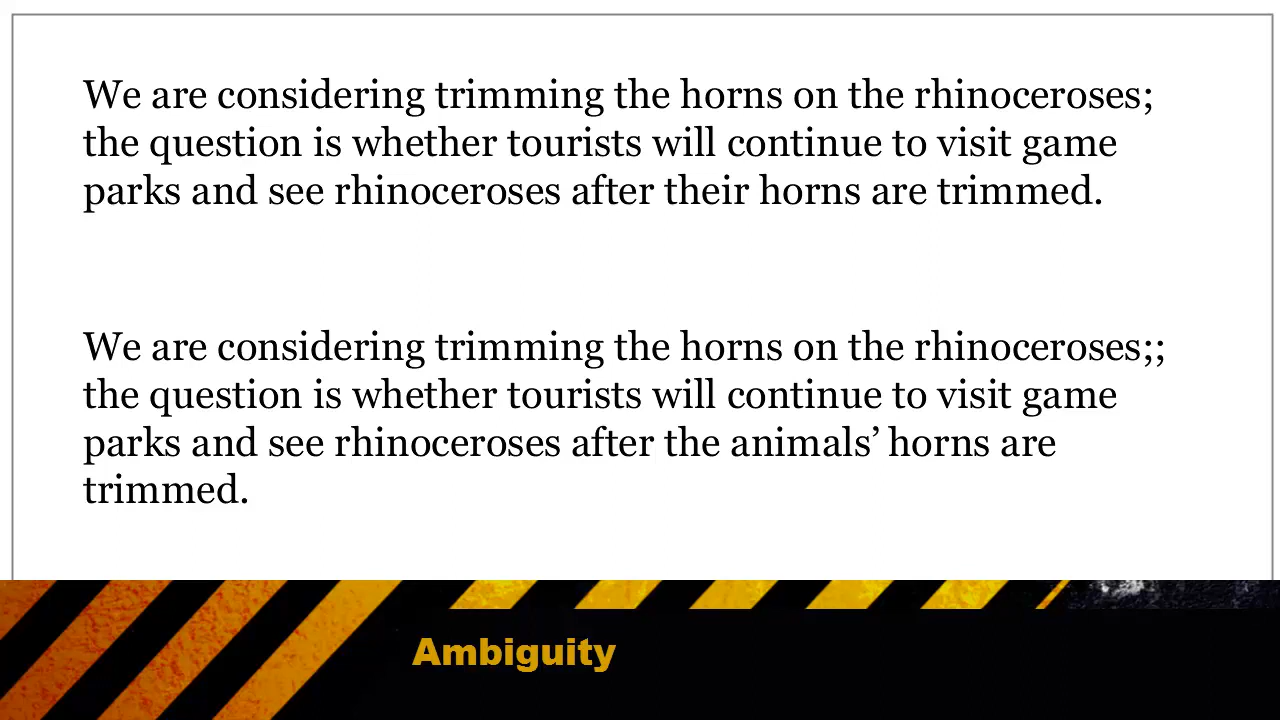 We are considering trimming the horns on the rhinoceroses;
the question is whether tourists will continue to visit game
parks and see rhinoceroses after their horns are trimmed.
We are considering trimming the horns on the rhinoceroses;;
the question is whether tourists will continue to visit game
parks and see rhinoceroses after the animals’ horns are
trimmed.
Ambiguity